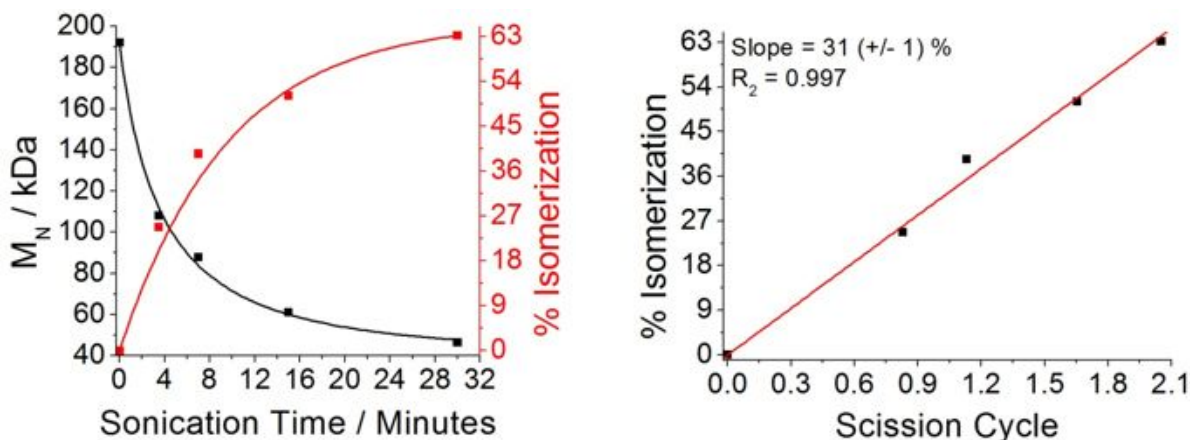 200
180
160
140
120
100
80
60
40
M_N / kDa
0 4 8 12 16 20 24 28 32
Sonication Time / Minutes
63
54
45
36
27
18
9
0
% Isomerization
63
54
45
36
27
18
9
0
% Isomerization
Slope = 31 (+/- 1) %
R₂ = 0.997
0.0 0.3 0.6 0.9 1.2 1.5 1.8 2.1
Scission Cycle